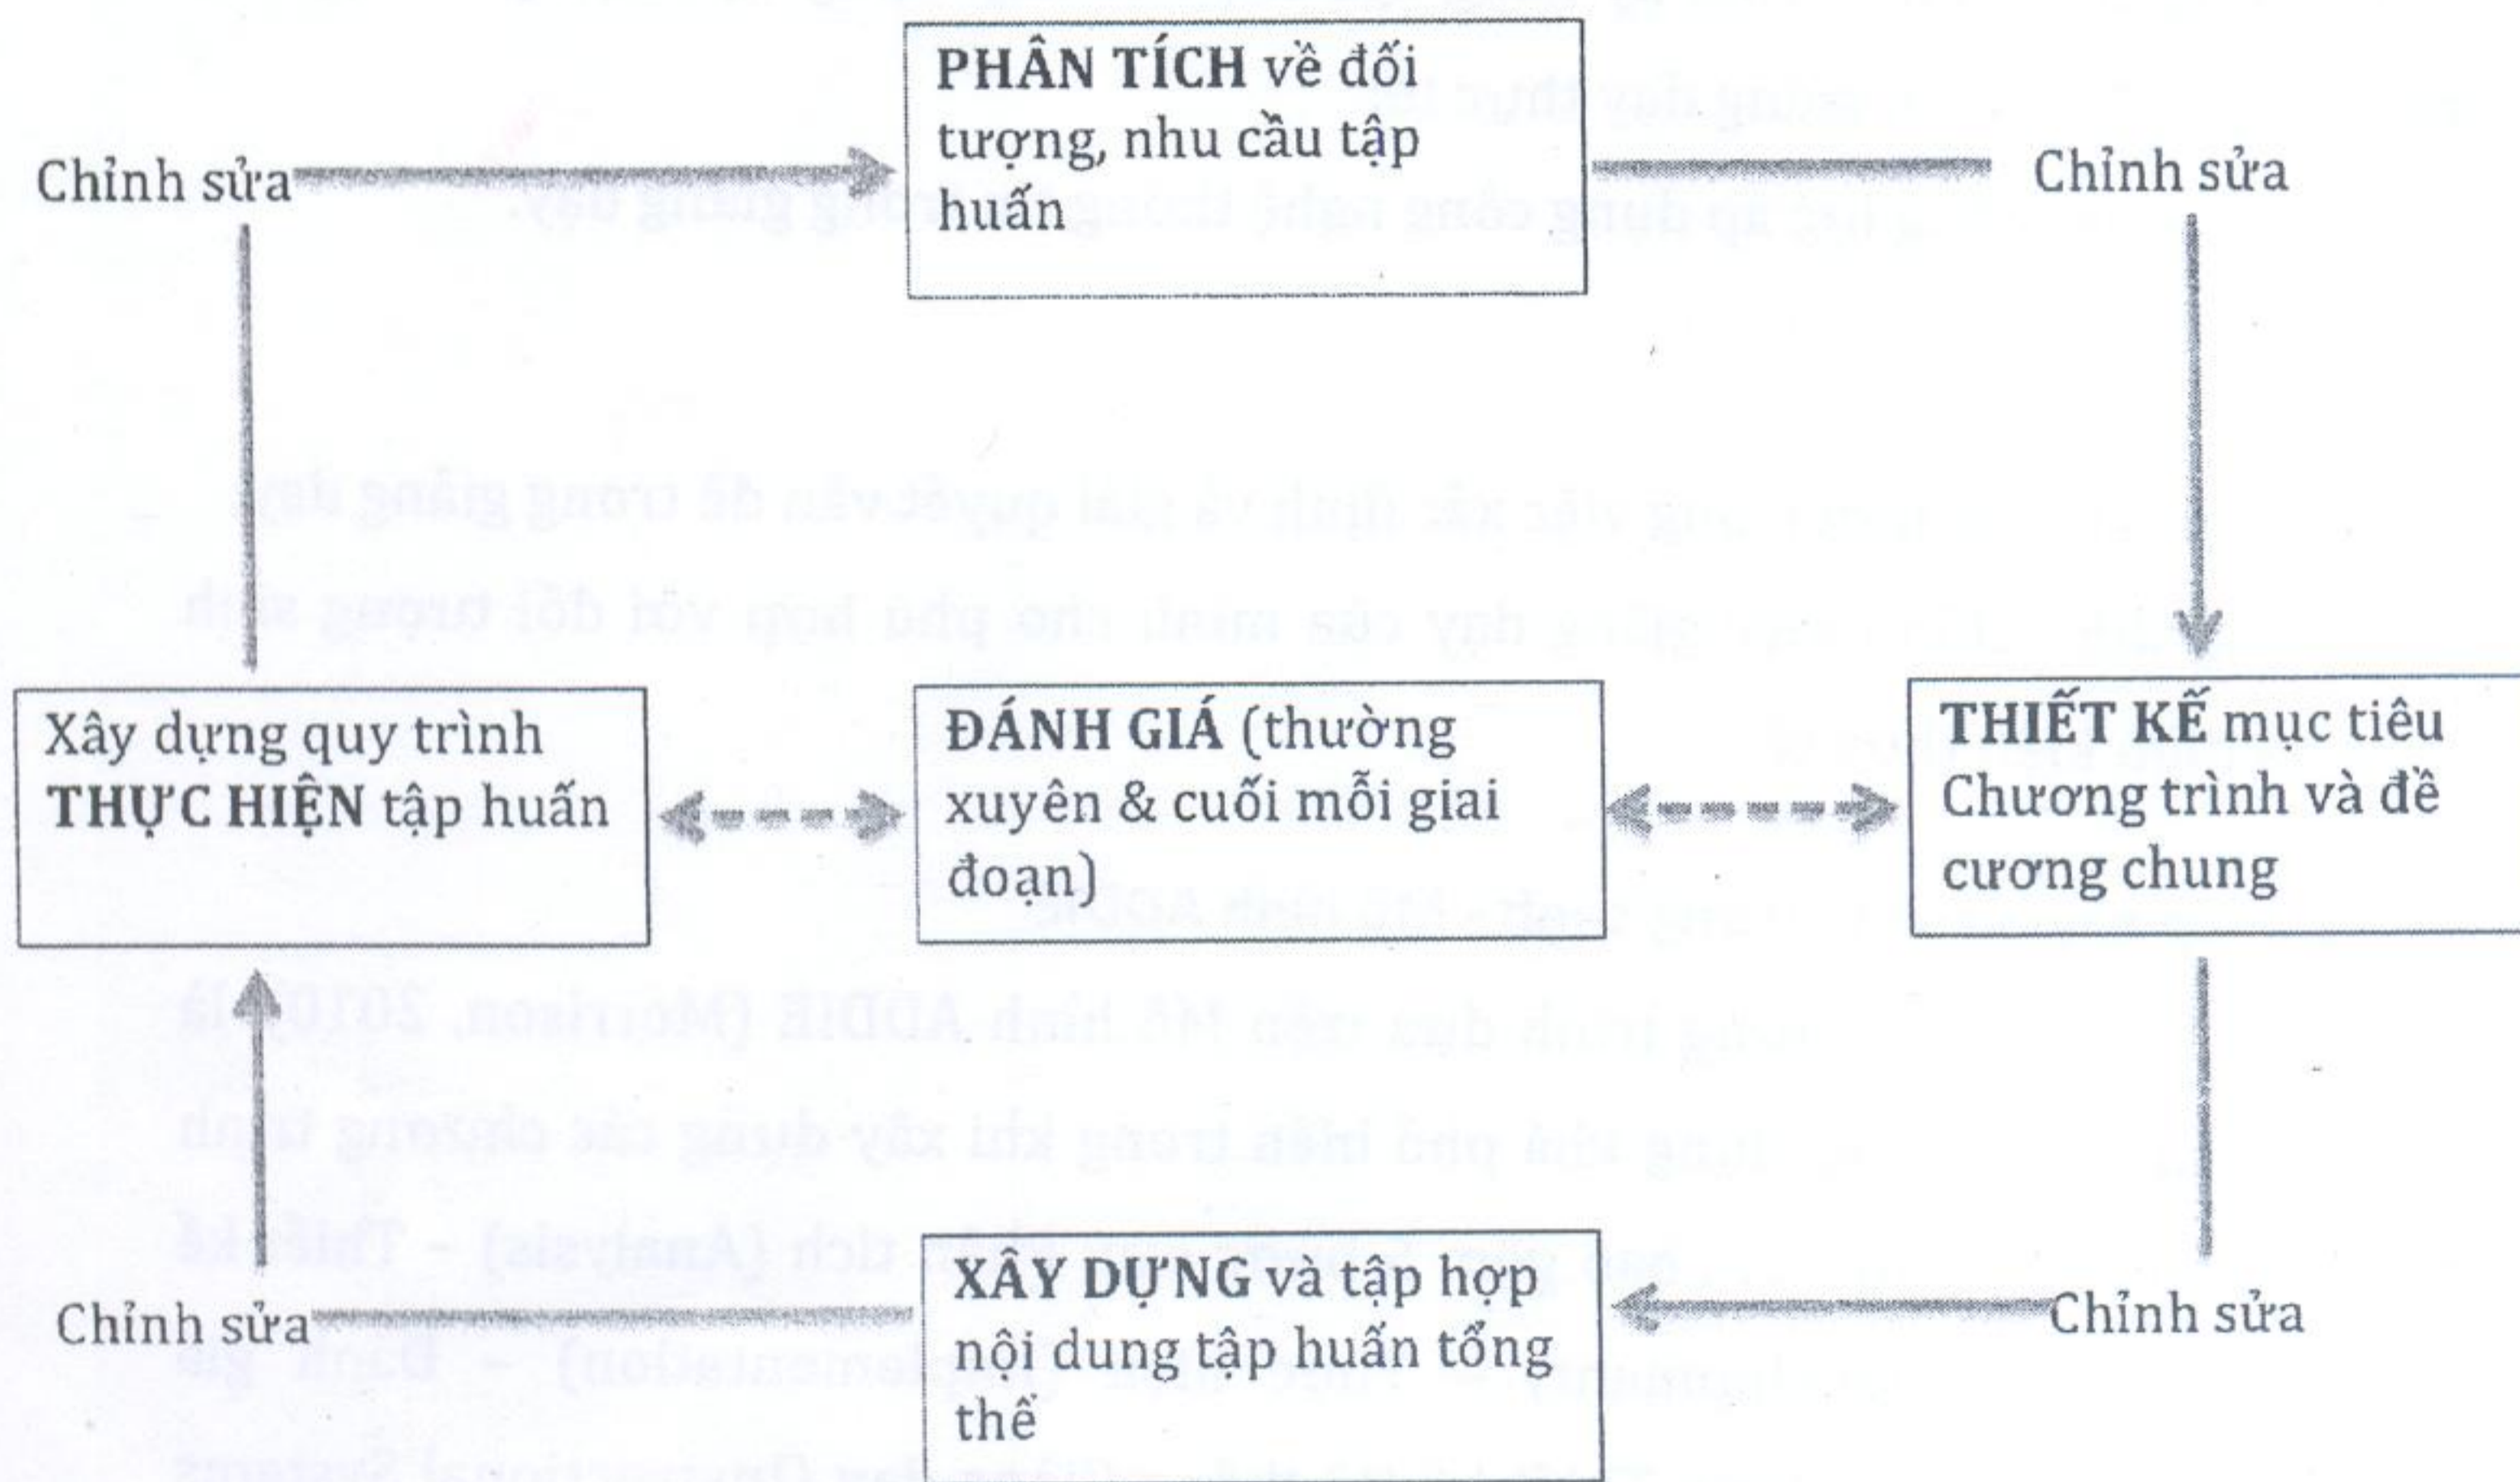 PHÂN TÍCH về đối
tượng, nhu cầu tập
huấn
Chỉnh sửa
Chỉnh sửa
Xây dựng quy trình
THỰC HIỆN tập huấn
ĐÁNH GIÁ (thường
xuyên & cuối mỗi giai
đoạn)
THIẾT KẾ mục tiêu
Chương trình và đề
cương chung
XÂY DỰNG và tập hợp
nội dung tập huấn tổng
thể
Chỉnh sửa
Chỉnh sửa